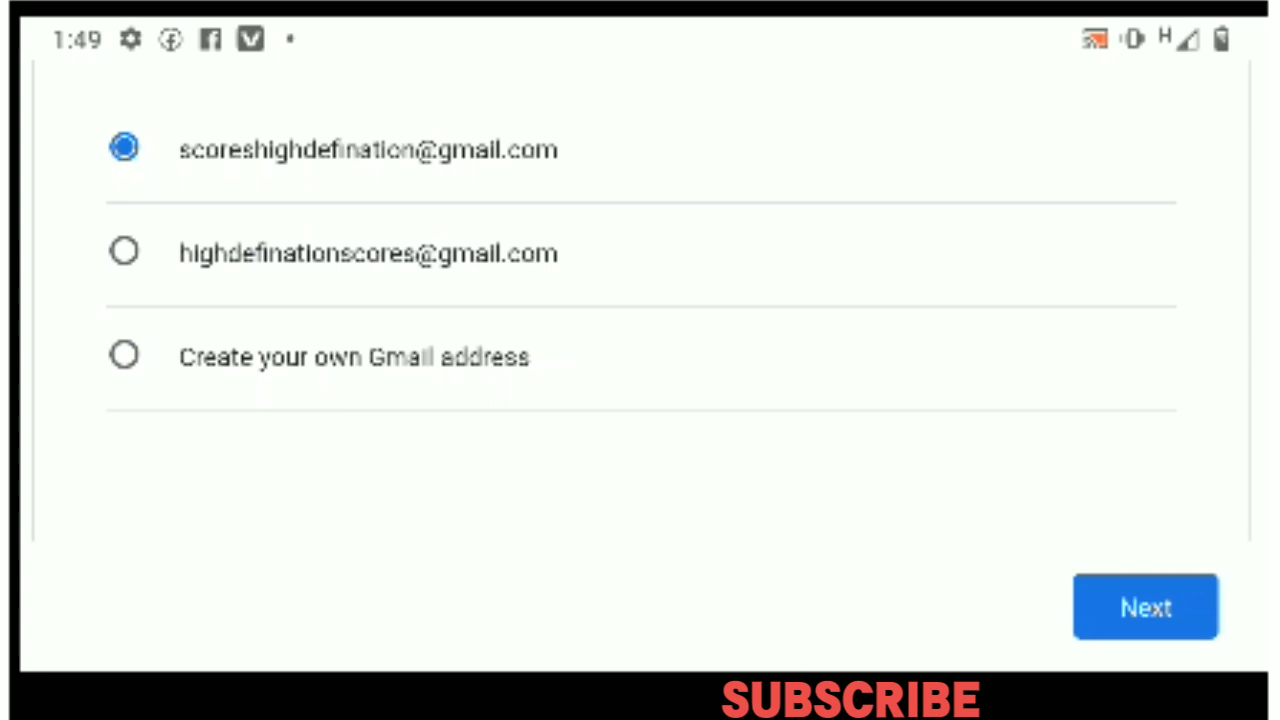 1:49
H
scoreshighdefination@gmail.com
highdefinationscores@gmail.com
Create your own Gmail address
Next
SUBSCRIBE